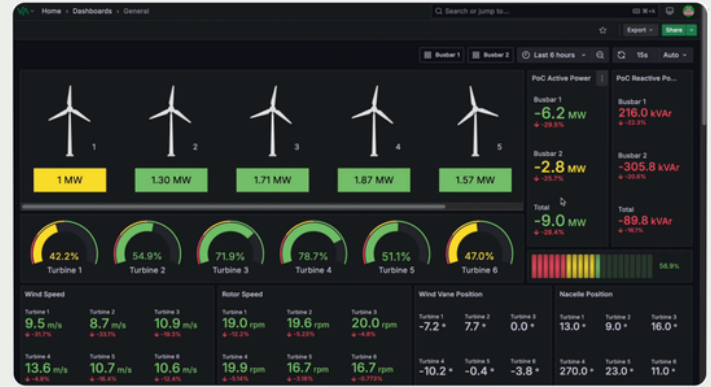 Home › Dashboards › General
Search or jump to...
⌘+k
Export
Share
Busbar 1
Busbar 2
Last 6 hours
15s
Auto
1
2
3
4
5
1 MW
1.30 MW
1.71 MW
1.87 MW
1.57 MW
PoC Active Power
PoC Reactive Po...
Busbar 1
-6.2 MW
-29.5%
Busbar 1
216.0 kVAr
-22.3%
Busbar 2
-2.8 MW
-25.7%
Busbar 2
-305.8 kVAr
-20.8%
Total
-9.0 MW
-28.4%
Total
-89.8 kVAr
-16.1%
42.2%
Turbine 1
54.9%
Turbine 2
71.9%
Turbine 3
78.7%
Turbine 4
51.1%
Turbine 5
47.0%
Turbine 6
56.9%
Wind Speed
Turbine 1
9.5 m/s
-31.7%
Turbine 2
8.7 m/s
-33.1%
Turbine 3
10.9 m/s
-19.3%
Turbine 4
13.6 m/s
-4.8%
Turbine 5
10.7 m/s
-16.4%
Turbine 6
10.6 m/s
-12.4%
Rotor Speed
Turbine 1
19.0 rpm
-12.2%
Turbine 2
19.6 rpm
-5.23%
Turbine 3
20.0 rpm
-4.8%
Turbine 4
19.9 rpm
-5.14%
Turbine 5
16.7 rpm
-3.18%
Turbine 6
16.7 rpm
-0.773%
Wind Vane Position
Turbine 1
-7.2 °
Turbine 2
7.7 °
Turbine 3
0.0 °
Turbine 4
-10.2 °
Turbine 5
-0.4 °
Turbine 6
-3.8 °
Nacelle Position
Turbine 1
13.0 °
Turbine 2
9.0 °
Turbine 3
16.0 °
Turbine 4
270.0 °
Turbine 5
23.0 °
Turbine 6
11.0 °